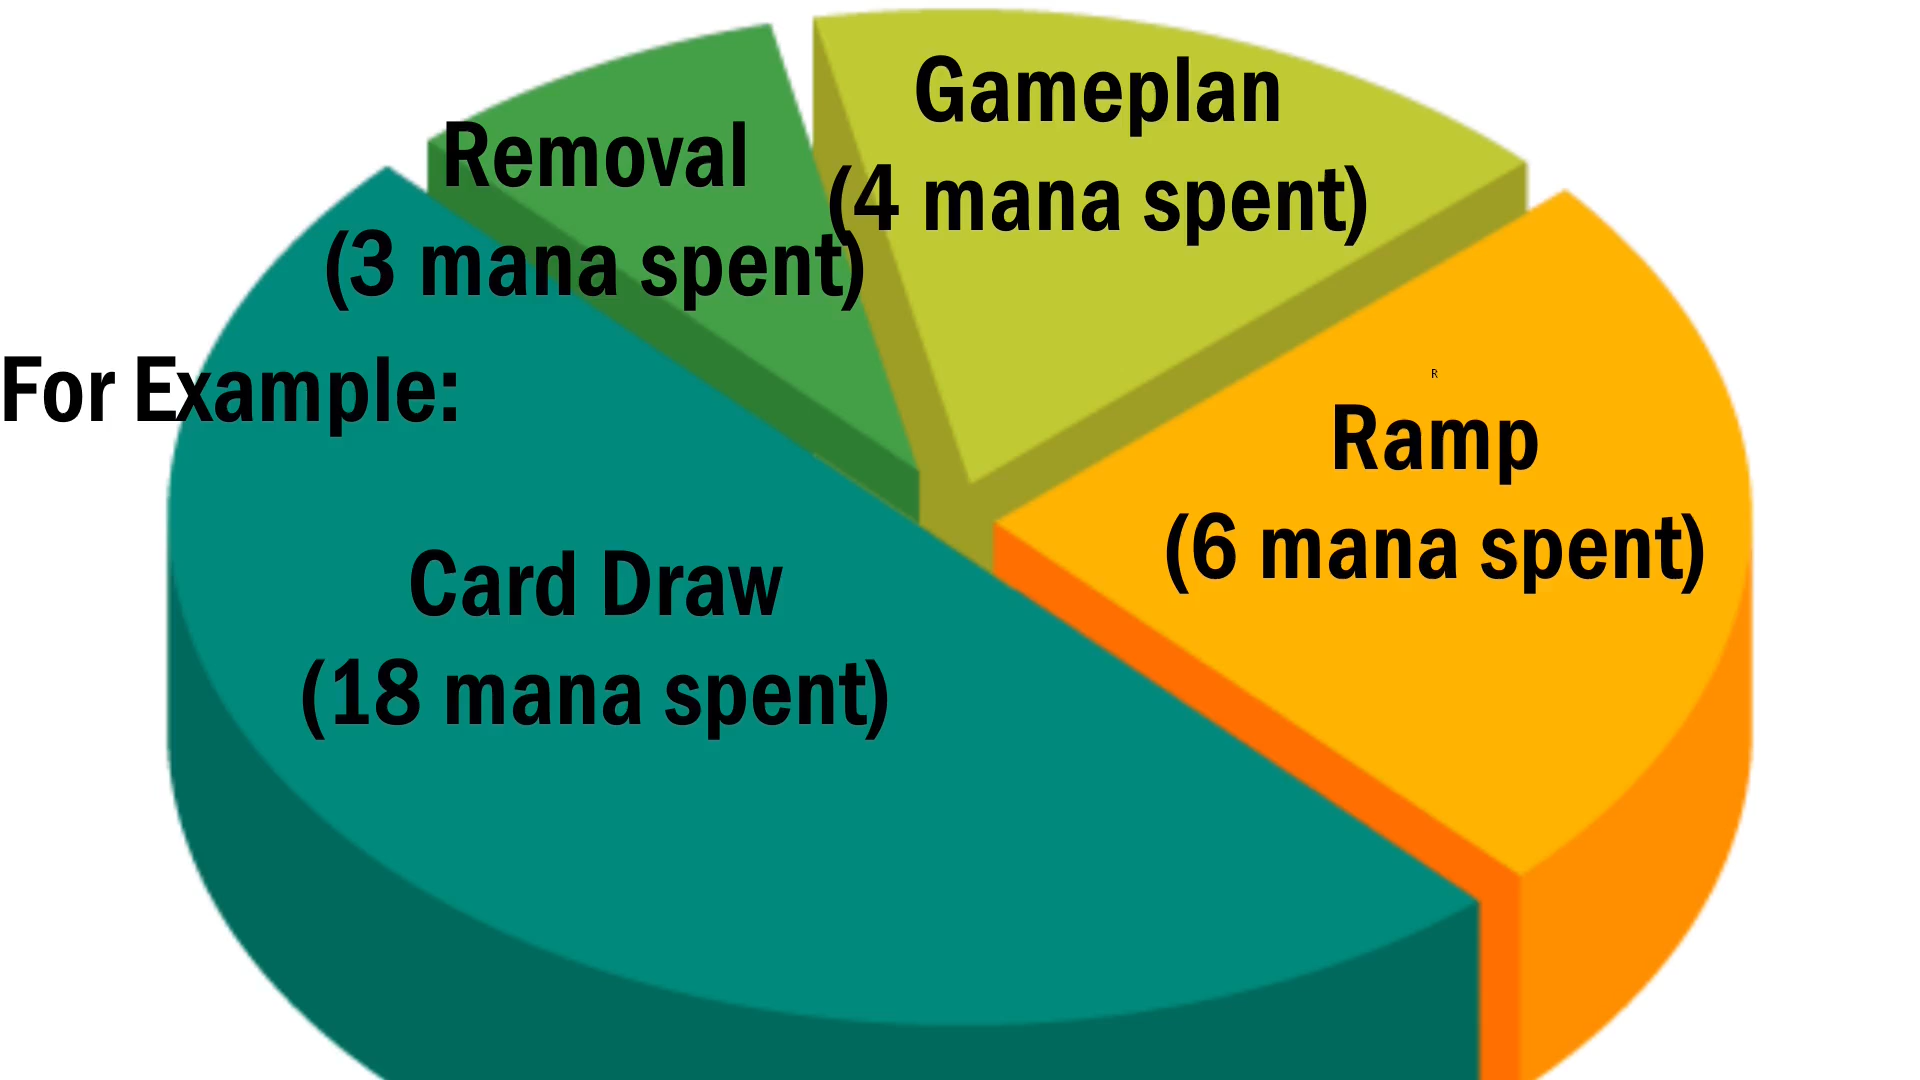 Gameplan
(4 mana spent)
Removal
(3 mana spent)
For Example:
R
Ramp
(6 mana spent)
Card Draw
(18 mana spent)